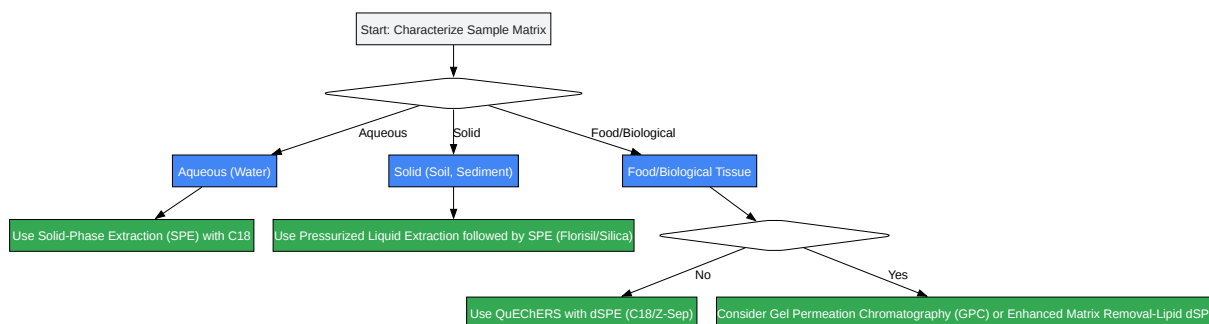 Start: Characterize Sample Matrix
Aqueous
Solid
Food/Biological
Aqueous (Water)
Solid (Soil, Sediment)
Food/Biological Tissue
Use Solid-Phase Extraction (SPE) with C18
Use Pressurized Liquid Extraction followed by SPE (Florisil/Silica)
No
Yes
Use QuEChERS with dSPE (C18/Z-Sep)
Consider Gel Permeation Chromatography (GPC) or Enhanced Matrix Removal-Lipid dSP